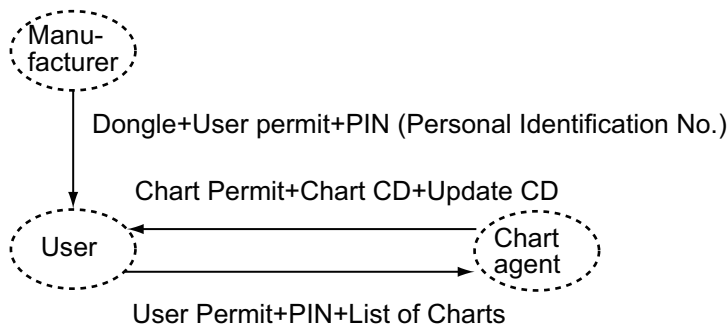 Manu-
facturer
Dongle+User permit+PIN (Personal Identification No.)
Chart Permit+Chart CD+Update CD
User
Chart
agent
User Permit+PIN+List of Charts